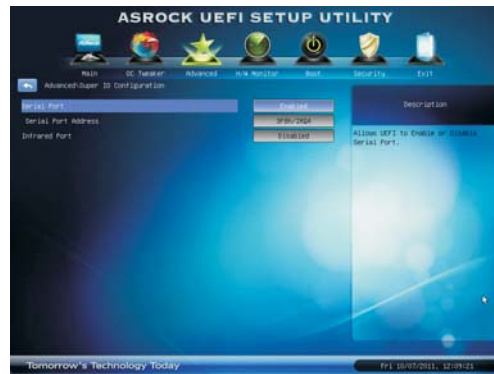 ASROCK UEFI SETUP UTILITY
Main OC Tweaker Advanced H/W Monitor Boot Security Exit
Advanced\Super IO Configuration
Serial Port Enabled
Serial Port Address 3F8h/IRQ4
Infrared Port Disabled
Description
Allows UEFI to Enable or Disable
Serial Port.
Tomorrow's Technology Today
Fri 10/07/2011, 12:09:21